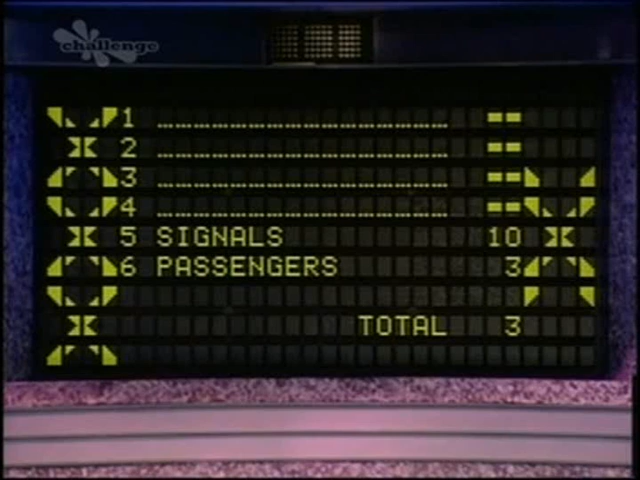 challenge
1 ................................ --
2 ................................ --
3 ................................ --
4 ................................ --
5 SIGNALS 10
6 PASSENGERS 3
TOTAL 3